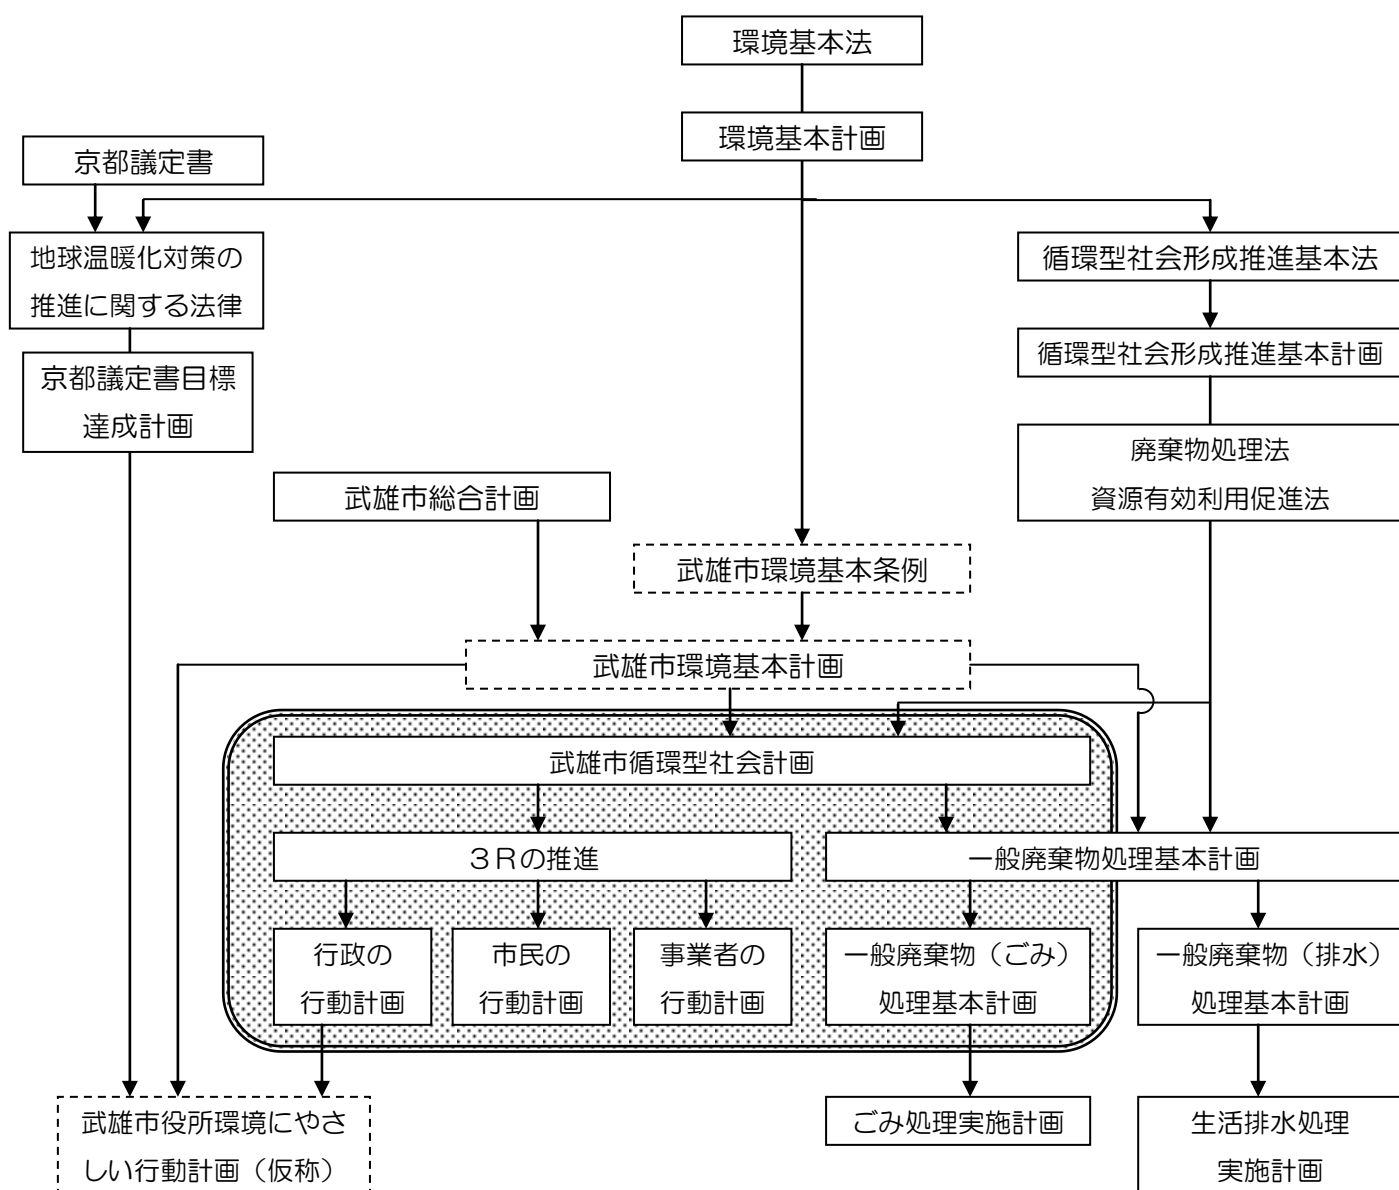 環境基本法
環境基本計画
京都議定書
地球温暖化対策の
推進に関する法律
循環型社会形成推進基本法
循環型社会形成推進基本計画
京都議定書目標
達成計画
廃棄物処理法
資源有効利用促進法
武雄市総合計画
武雄市環境基本条例
武雄市環境基本計画
武雄市循環型社会計画
３Ｒの推進
一般廃棄物処理基本計画
行政の
行動計画
市民の
行動計画
事業者の
行動計画
一般廃棄物（ごみ）
処理基本計画
一般廃棄物（排水）
処理基本計画
武雄市役所環境にやさ
しい行動計画（仮称）
ごみ処理実施計画
生活排水処理
実施計画